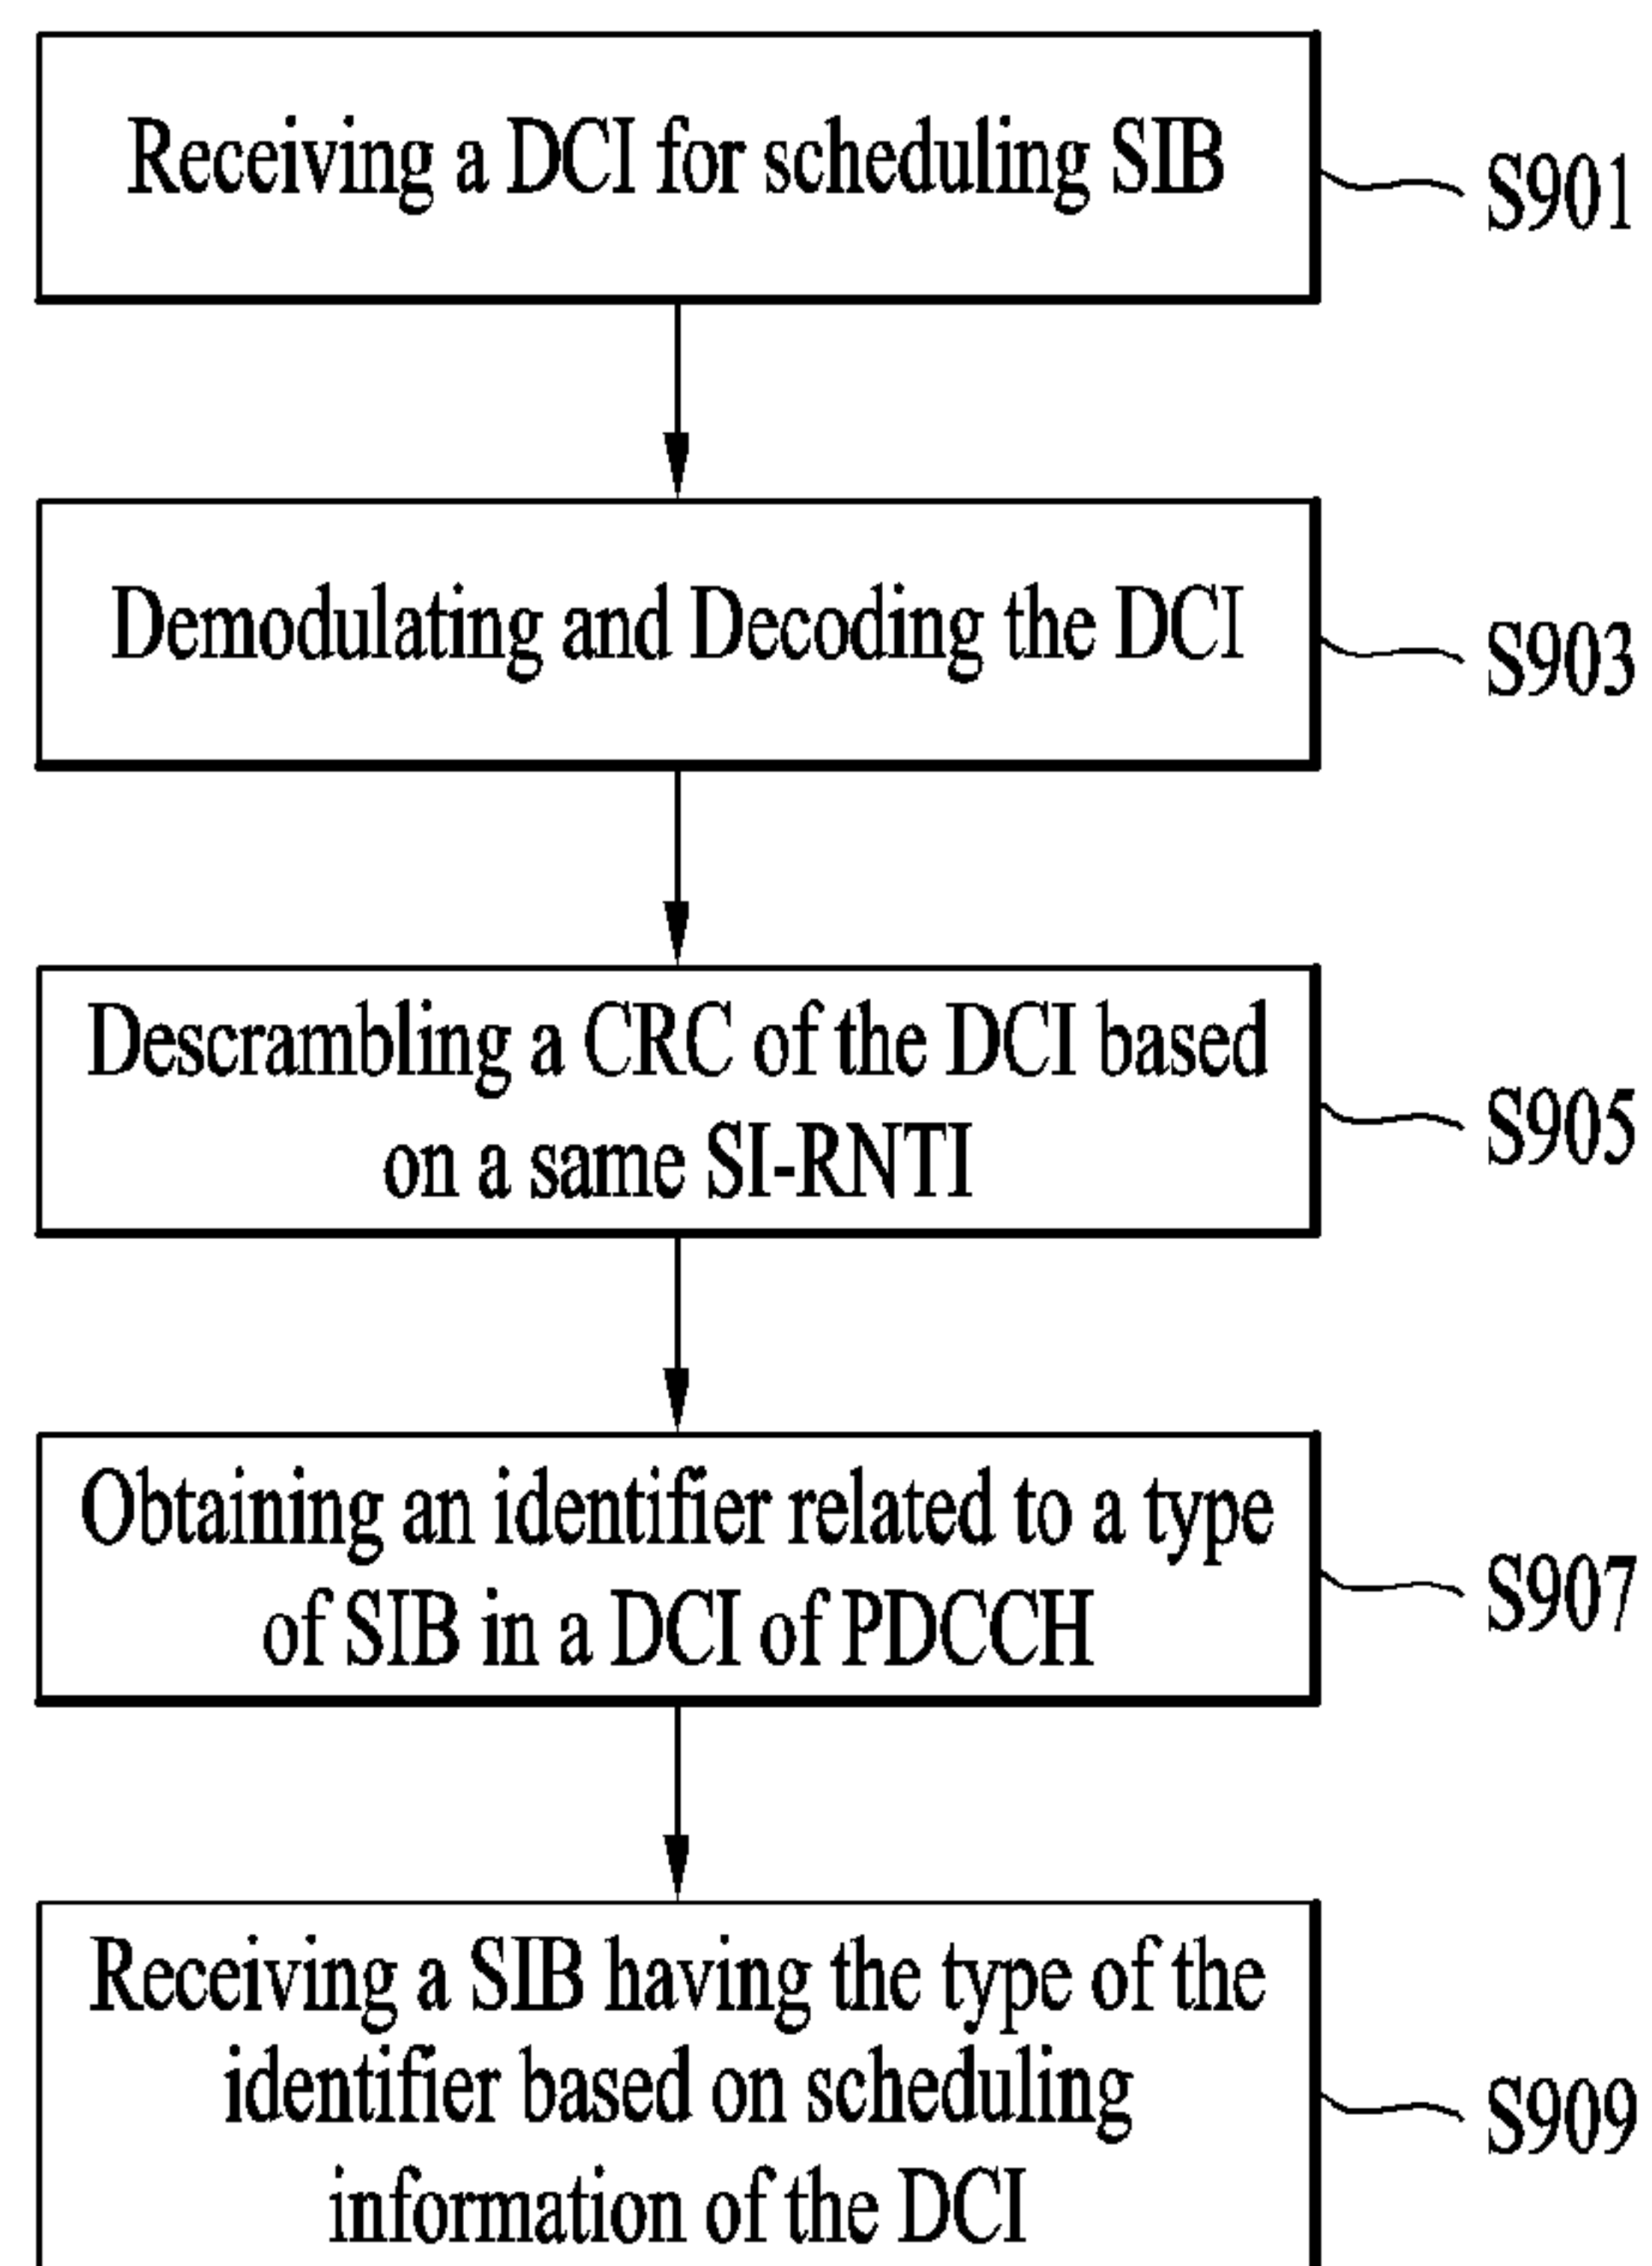 Receiving a DCI for scheduling SIB
S901
Demodulating and Decoding the DCI
S903
Descrambling a CRC of the DCI based
on a same SI-RNTI
S905
Obtaining an identifier related to a type
of SIB in a DCI of PDCCH
S907
Receiving a SIB having the type of the
identifier based on scheduling
information of the DCI
S909